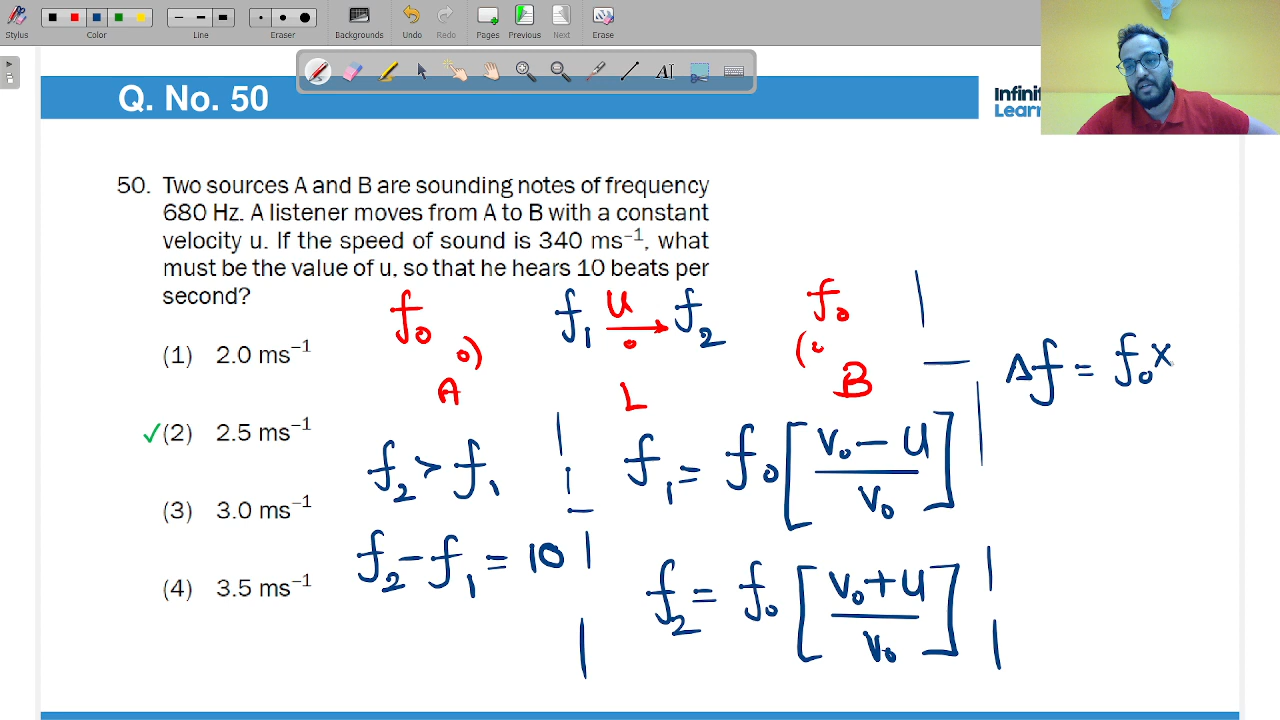 Stylus
Color
Line
Eraser
Backgrounds
Undo
Redo
Pages
Previous
Next
Erase
Q. No. 50
Infinit
Learn
50. Two sources A and B are sounding notes of frequency
680 Hz. A listener moves from A to B with a constant
velocity u. If the speed of sound is 340 ms⁻¹, what
must be the value of u, so that he hears 10 beats per
second?
(1) 2.0 ms⁻¹
✓(2) 2.5 ms⁻¹
(3) 3.0 ms⁻¹
(4) 3.5 ms⁻¹
f₀ f₁ u f₂ f₀
A L B
Δf = f₀ x
f₂ > f₁
f₁ = f₀ [(v₀ − u)/v₀]
f₂ − f₁ = 10
f₂ = f₀ [(v₀ + u)/v₀]